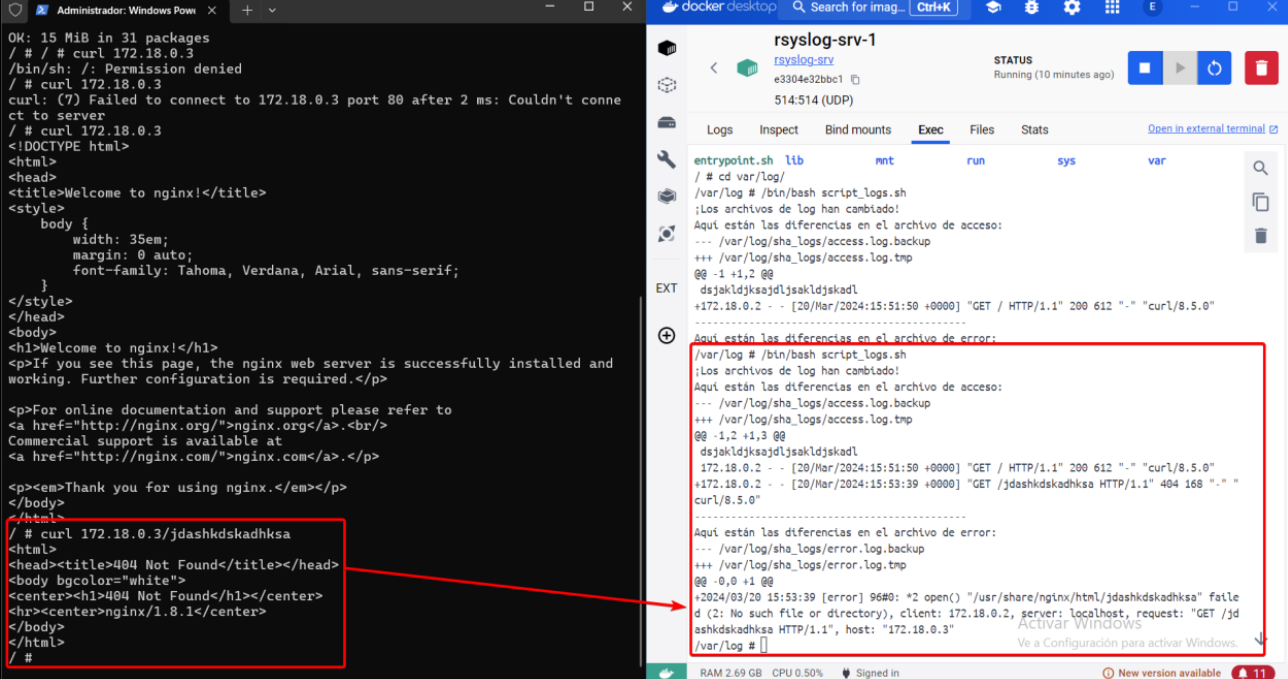 Administrador: Windows Powe
OK: 15 MiB in 31 packages
/ # / # curl 172.18.0.3
/bin/sh: /: Permission denied
/ # curl 172.18.0.3
curl: (7) Failed to connect to 172.18.0.3 port 80 after 2 ms: Couldn't conne
ct to server
/ # curl 172.18.0.3
<!DOCTYPE html>
<html>
<head>
<title>Welcome to nginx!</title>
<style>
    body {
        width: 35em;
        margin: 0 auto;
        font-family: Tahoma, Verdana, Arial, sans-serif;
    }
</style>
</head>
<body>
<h1>Welcome to nginx!</h1>
<p>If you see this page, the nginx web server is successfully installed and
working. Further configuration is required.</p>
<p>For online documentation and support please refer to
<a href="http://nginx.org/">nginx.org</a>.<br/>
Commercial support is available at
<a href="http://nginx.com/">nginx.com</a>.</p>
<p><em>Thank you for using nginx.</em></p>
</body>
</html>
/ # curl 172.18.0.3/jdashkdskadhksa
<html>
<head><title>404 Not Found</title></head>
<body bgcolor="white">
<center><h1>404 Not Found</h1></center>
<hr><center>nginx/1.8.1</center>
</body>
</html>
/ #
docker desktop
Search for imag... Ctrl+K
E
rsyslog-srv-1
rsyslog-srv
e3304e32bbc1
514:514 (UDP)
STATUS
Running (10 minutes ago)
Logs Inspect Bind mounts Exec Files Stats
Open in external terminal
EXT
entrypoint.sh lib mnt run sys var
/ # cd var/log/
/var/log # /bin/bash script_logs.sh
¡Los archivos de log han cambiado!
Aquí están las diferencias en el archivo de acceso:
--- /var/log/sha_logs/access.log.backup
+++ /var/log/sha_logs/access.log.tmp
@@ -1 +1,2 @@
 dsjakldjksajdljsakldjskadl
+172.18.0.2 - - [20/Mar/2024:15:51:50 +0000] "GET / HTTP/1.1" 200 612 "-" "curl/8.5.0"
--------------------------------------------
Aquí están las diferencias en el archivo de error:
/var/log # /bin/bash script_logs.sh
¡Los archivos de log han cambiado!
Aquí están las diferencias en el archivo de acceso:
--- /var/log/sha_logs/access.log.backup
+++ /var/log/sha_logs/access.log.tmp
@@ -1,2 +1,3 @@
 dsjakldjksajdljsakldjskadl
 172.18.0.2 - - [20/Mar/2024:15:51:50 +0000] "GET / HTTP/1.1" 200 612 "-" "curl/8.5.0"
+172.18.0.2 - - [20/Mar/2024:15:53:39 +0000] "GET /jdashkdskadhksa HTTP/1.1" 404 168 "-" "
curl/8.5.0"
--------------------------------------------
Aquí están las diferencias en el archivo de error:
--- /var/log/sha_logs/error.log.backup
+++ /var/log/sha_logs/error.log.tmp
@@ -0,0 +1 @@
+2024/03/20 15:53:39 [error] 96#0: *2 open() "/usr/share/nginx/html/jdashkdskadhksa" faile
d (2: No such file or directory), client: 172.18.0.2, server: localhost, request: "GET /jd
ashkdskadhksa HTTP/1.1", host: "172.18.0.3"
/var/log #
Activar Windows
Ve a Configuración para activar Windows.
RAM 2.69 GB CPU 0.50% Signed in
New version available
11